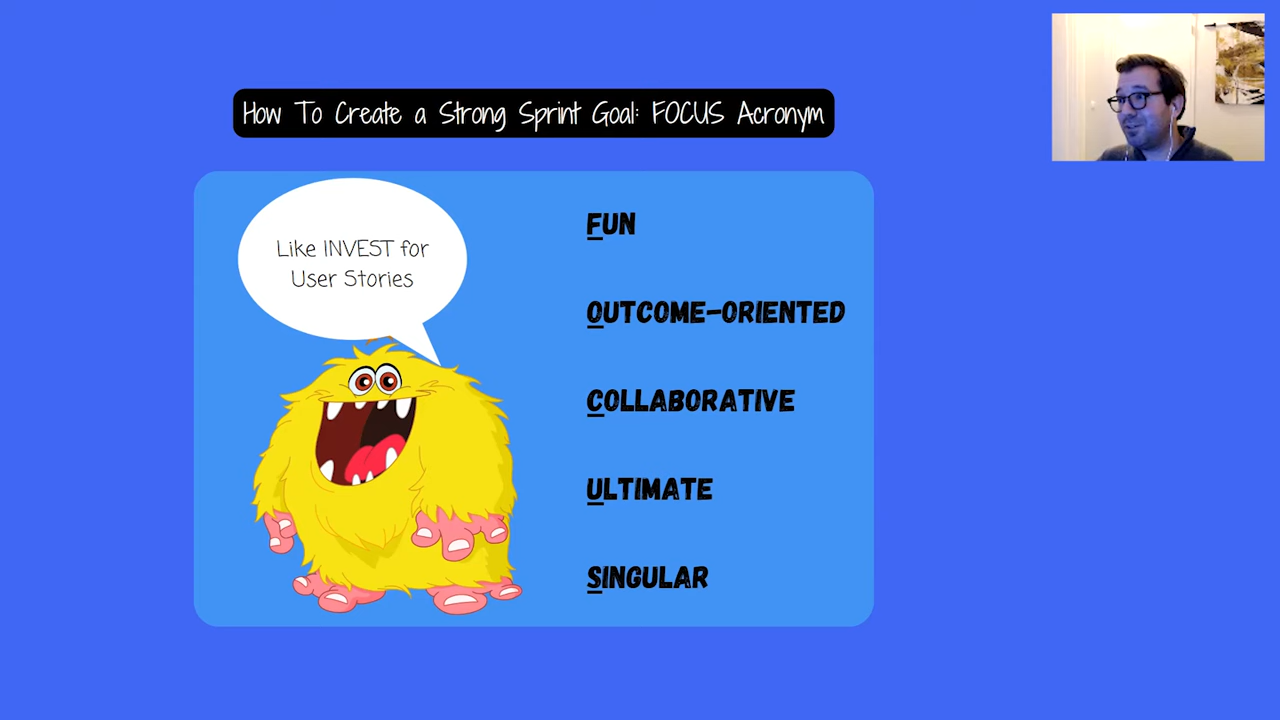 How To Create a Strong Sprint Goal: FOCUS Acronym
Like INVEST for
User Stories
FUN
OUTCOME-ORIENTED
COLLABORATIVE
ULTIMATE
SINGULAR